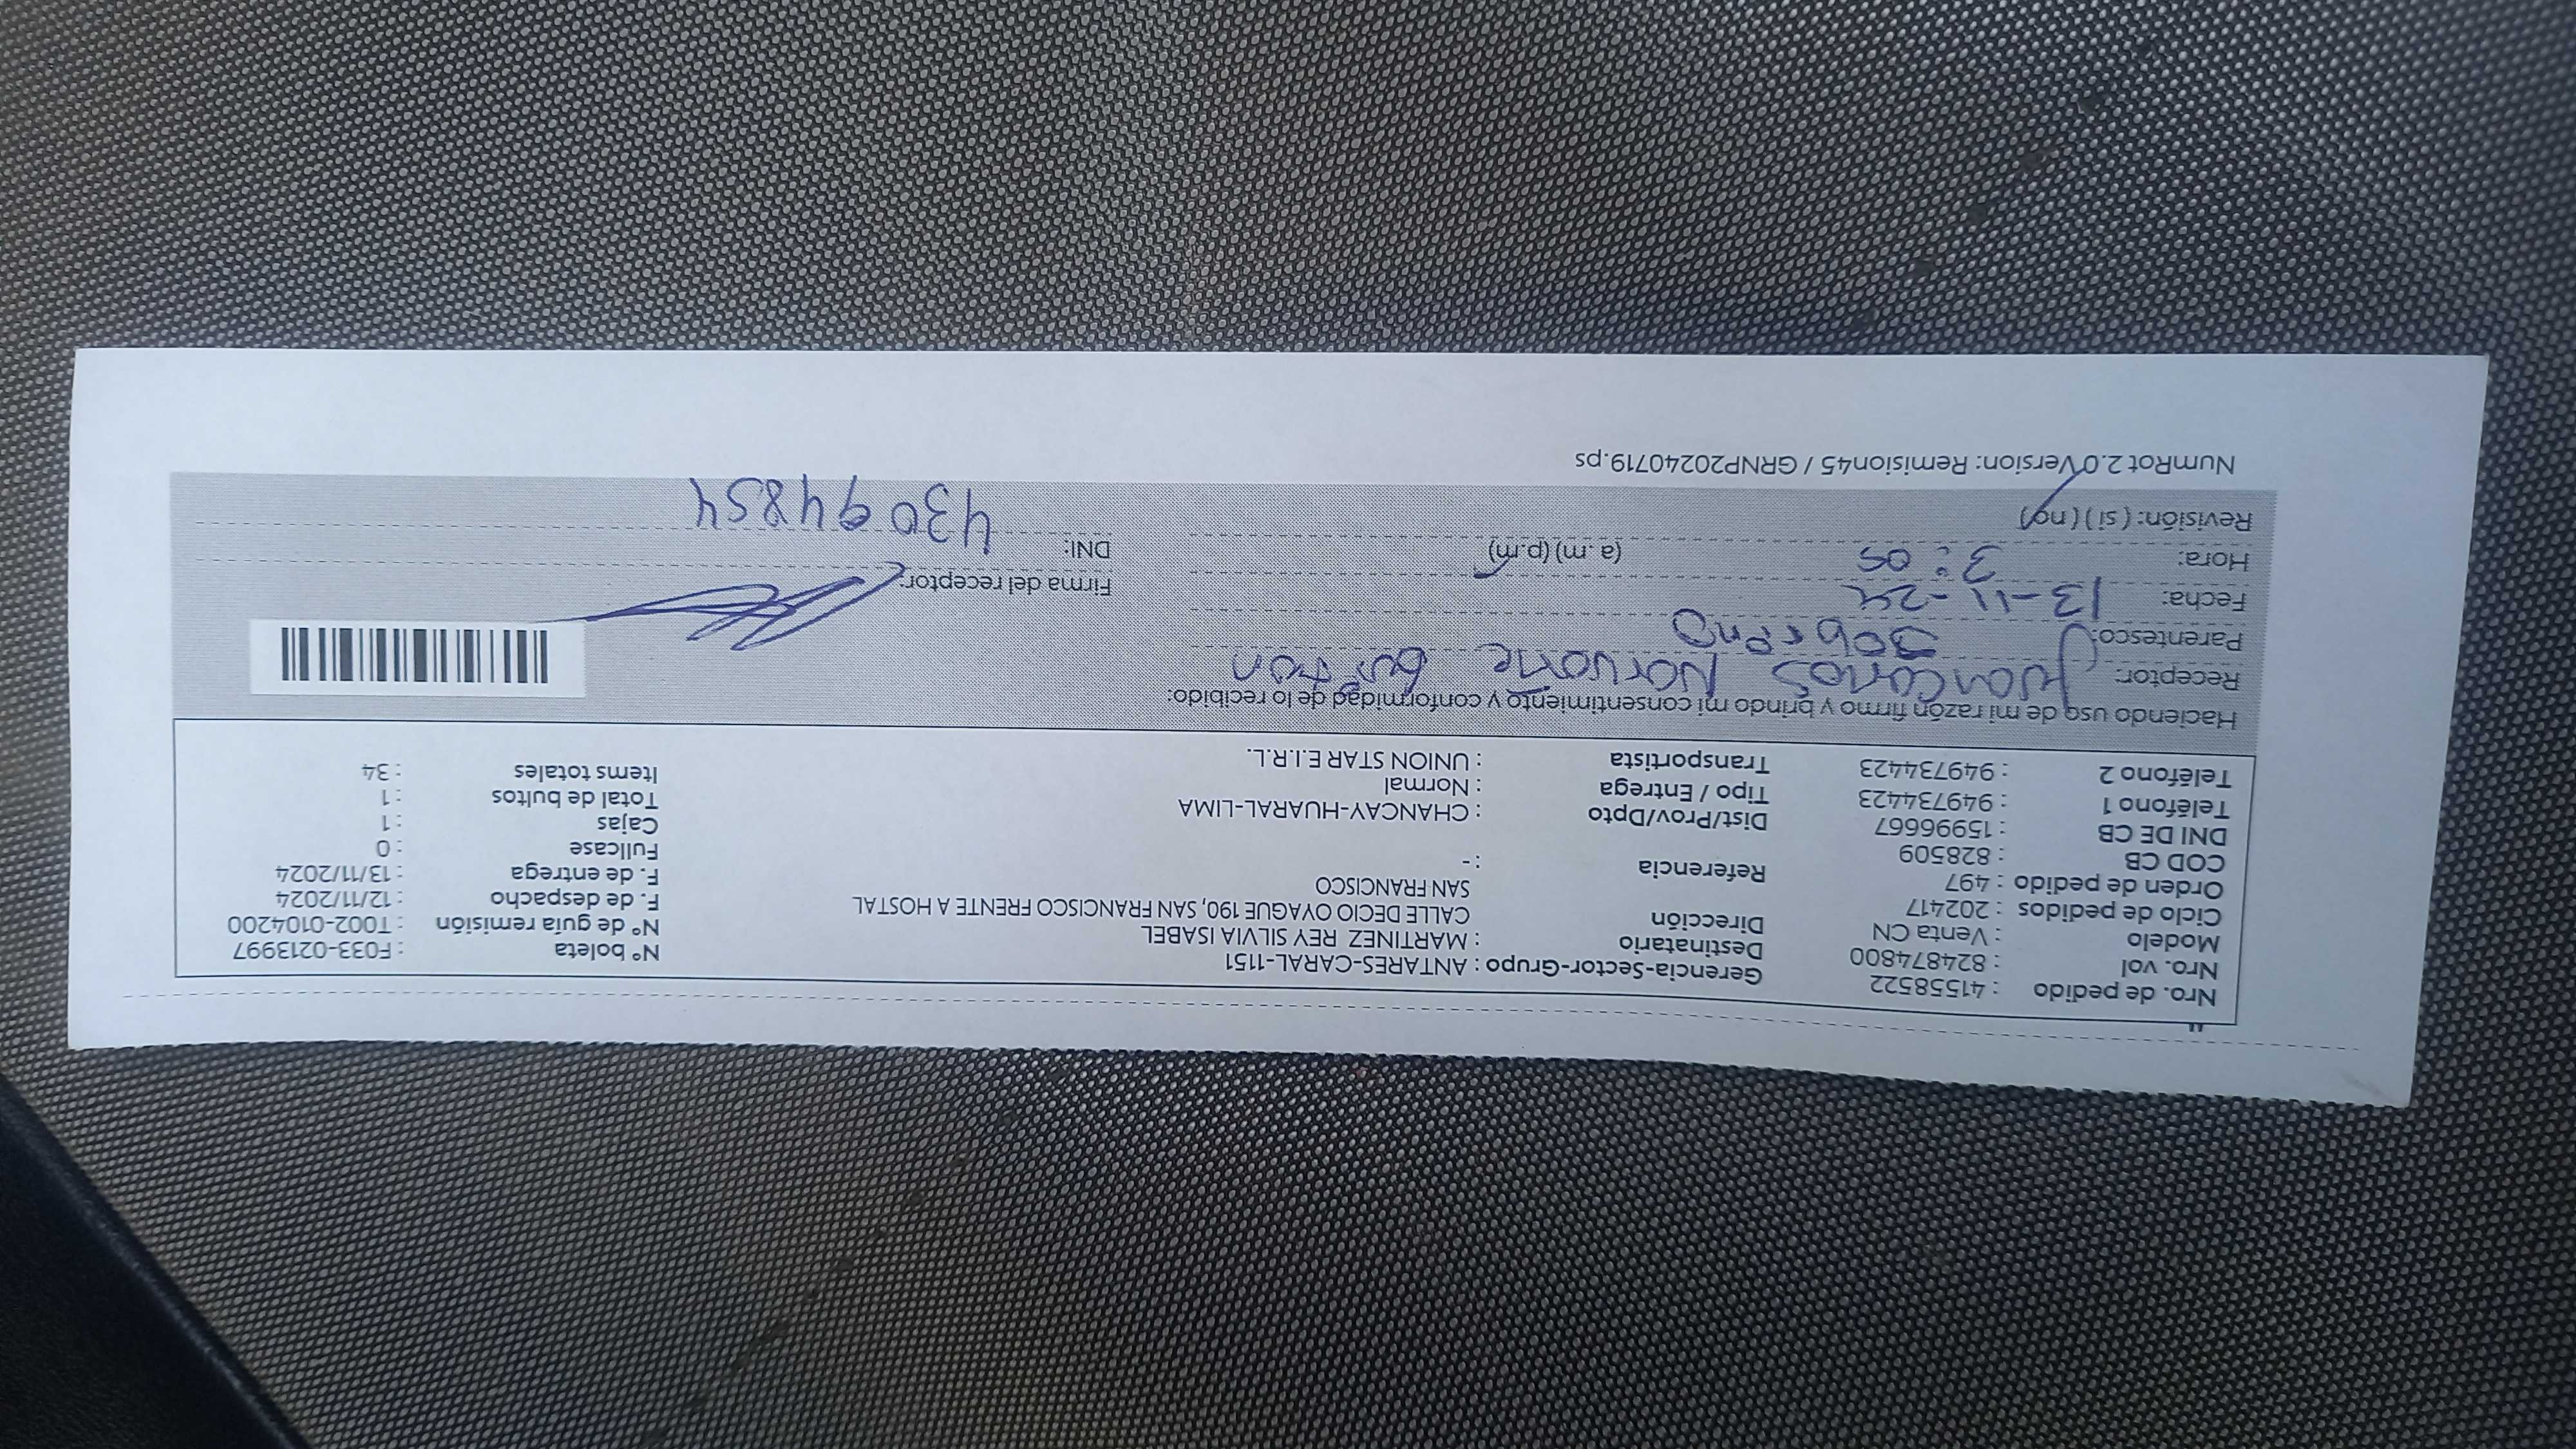 Nro. de pedido : 41558522 Gerencia-Sector-Grupo : ANTARES-CARAL-1151 N° boleta : F033-0213997
Nro. vol : 824874800 Destinatario : MARTINEZ REY SILVIA ISABEL N° de guía remisión : T002-0104200
Modelo : Venta CN Dirección CALLE DECIO OYAGUE 190, SAN FRANCISCO FRENTE A HOSTAL F. de despacho : 12/11/2024
Ciclo de pedidos : 202417 SAN FRANCISCO F. de entrega : 13/11/2024
Orden de pedido : 497 Referencia : - Fullcase : 0
COD CB : 828509 Cajas : 1
DNI DE CB : 15996667 Dist/Prov/Dpto : CHANCAY-HUARAL-LIMA Total de bultos : 1
Teléfono 1 : 949734423 Tipo / Entrega : Normal Items totales : 34
Teléfono 2 : 949734423 Transportista : UNION STAR E.I.R.L.
Haciendo uso de mi razón firmo y brindo mi consentimiento y conformidad de lo recibido:
Receptor: Juan Carlos
Parentesco: Sobrino
Fecha: 13-11-24 Firma del receptor:
Hora: 3:05 (a.m) (p.m) DNI: 43094854
Revisión: (si) (no)
NumRot 2.0 Version: Remision45 / GRNP20240719.ps